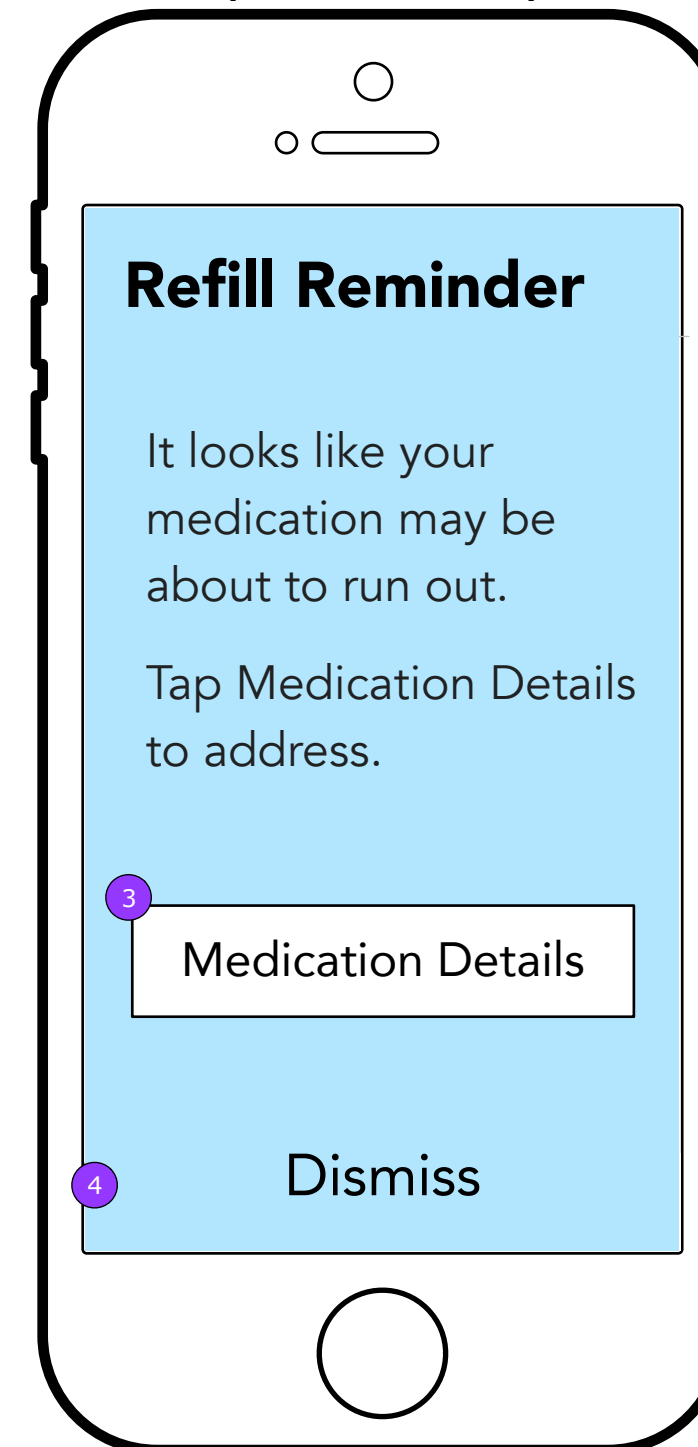 Refill Reminder
It looks like your
medication may be
about to run out.
Tap Medication Details
to address.
3
Medication Details
4
Dismiss